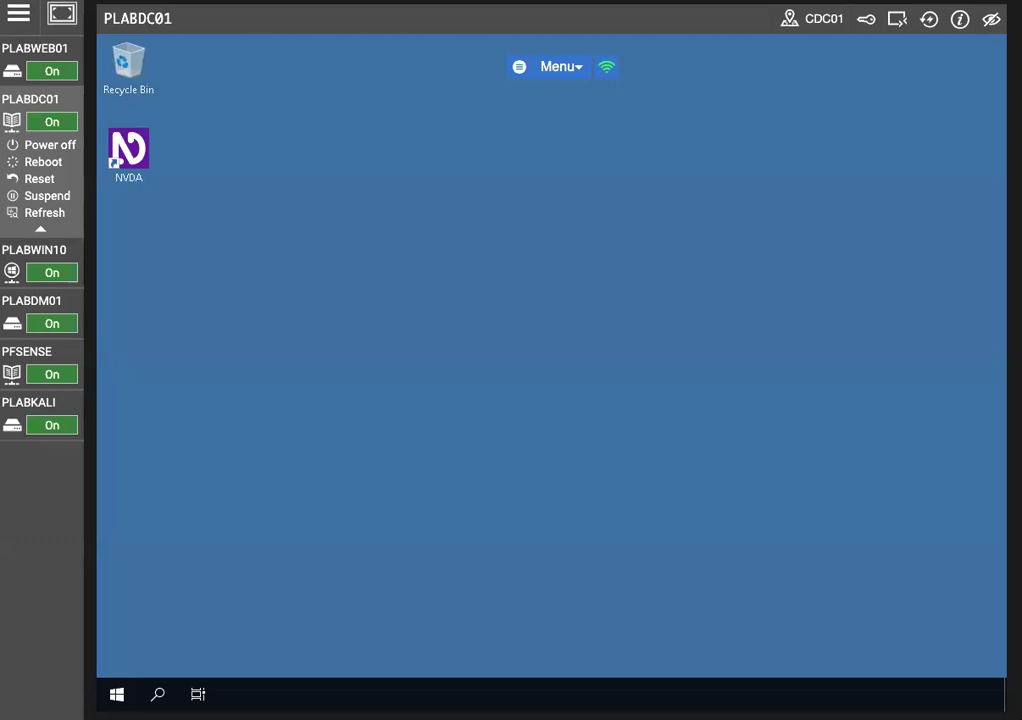 PLABDC01
CDC01
PLABWEB01
On
PLABDC01
On
Power off
Reboot
Reset
Suspend
Refresh
PLABWIN10
On
PLABDM01
On
PFSENSE
On
PLABKALI
On
Recycle Bin
NVDA
Menu